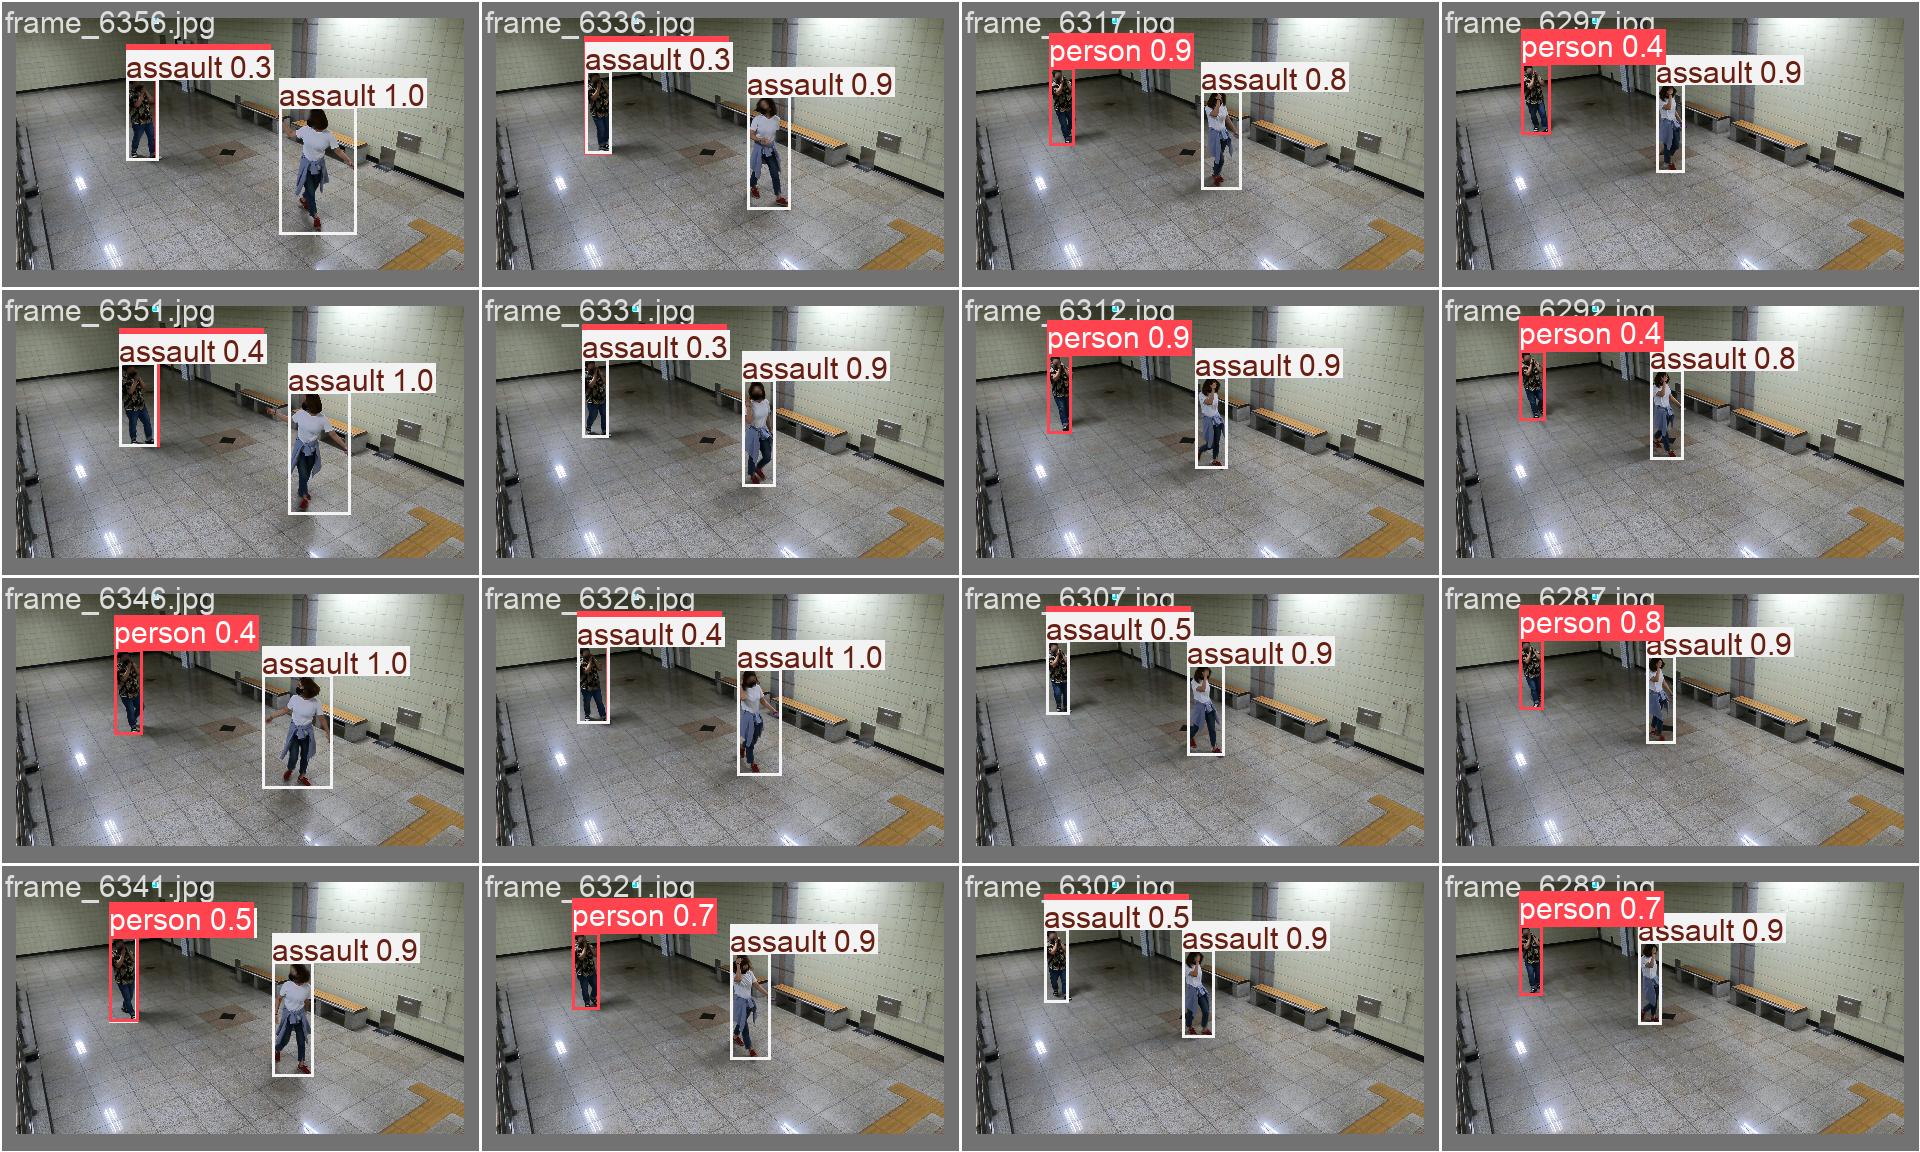 frame_6356.jpg
assault 0.3
assault 1.0
frame_6336.jpg
assault 0.3
assault 0.9
frame_6317.jpg
person 0.9
assault 0.8
frame_6297.jpg
person 0.4
assault 0.9
frame_6351.jpg
assault 0.4
assault 1.0
frame_6331.jpg
assault 0.3
assault 0.9
frame_6312.jpg
person 0.9
assault 0.9
frame_6292.jpg
person 0.4
assault 0.8
frame_6346.jpg
person 0.4
assault 1.0
frame_6326.jpg
assault 0.4
assault 1.0
frame_6307.jpg
assault 0.5
assault 0.9
frame_6287.jpg
person 0.8
assault 0.9
frame_6341.jpg
person 0.5
assault 0.9
frame_6321.jpg
person 0.7
assault 0.9
frame_6302.jpg
assault 0.5
assault 0.9
frame_6282.jpg
person 0.7
assault 0.9